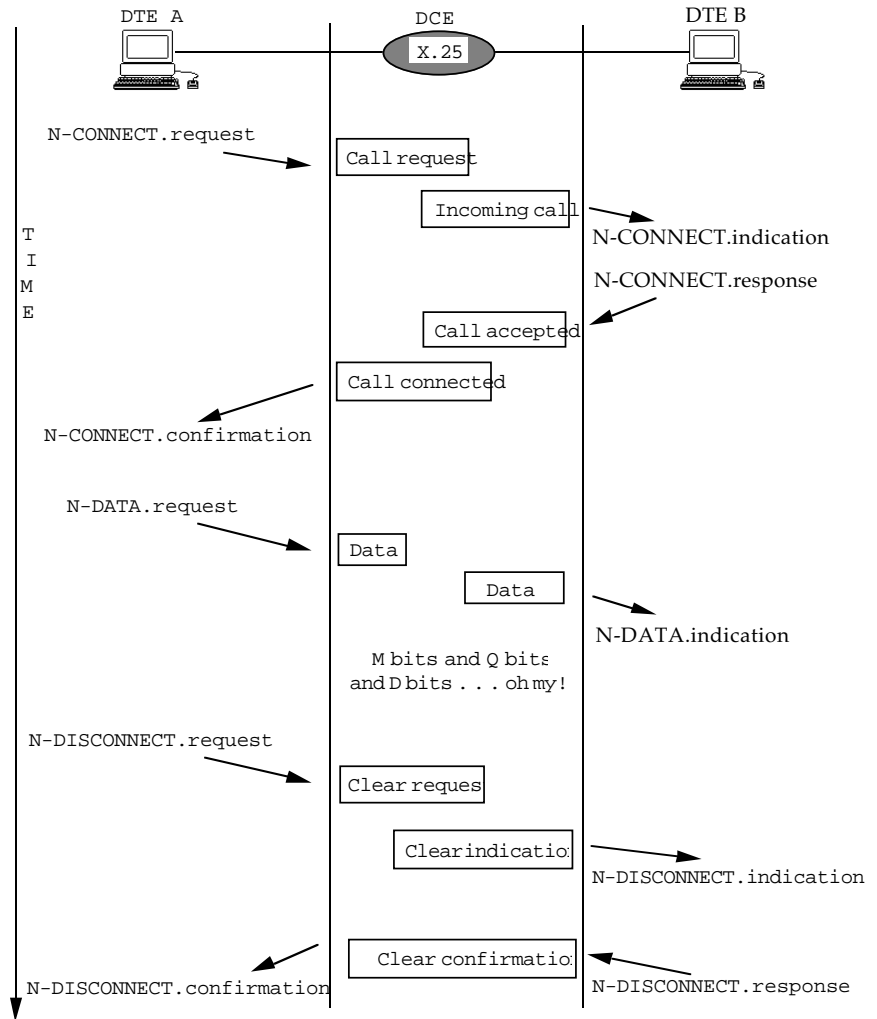 DTE A
DCE
DTE B
X.25
N-CONNECT.request
Call request
Incoming call
N-CONNECT.indication
T
I
M
E
N-CONNECT.response
Call accepted
Call connected
N-CONNECT.confirmation
N-DATA.request
Data
Data
N-DATA.indication
M bits and Q bits
and D bits . . . oh my!
N-DISCONNECT.request
Clear reques
Clear indicatio
N-DISCONNECT.indication
Clear confirmatio
N-DISCONNECT.confirmation
N-DISCONNECT.response